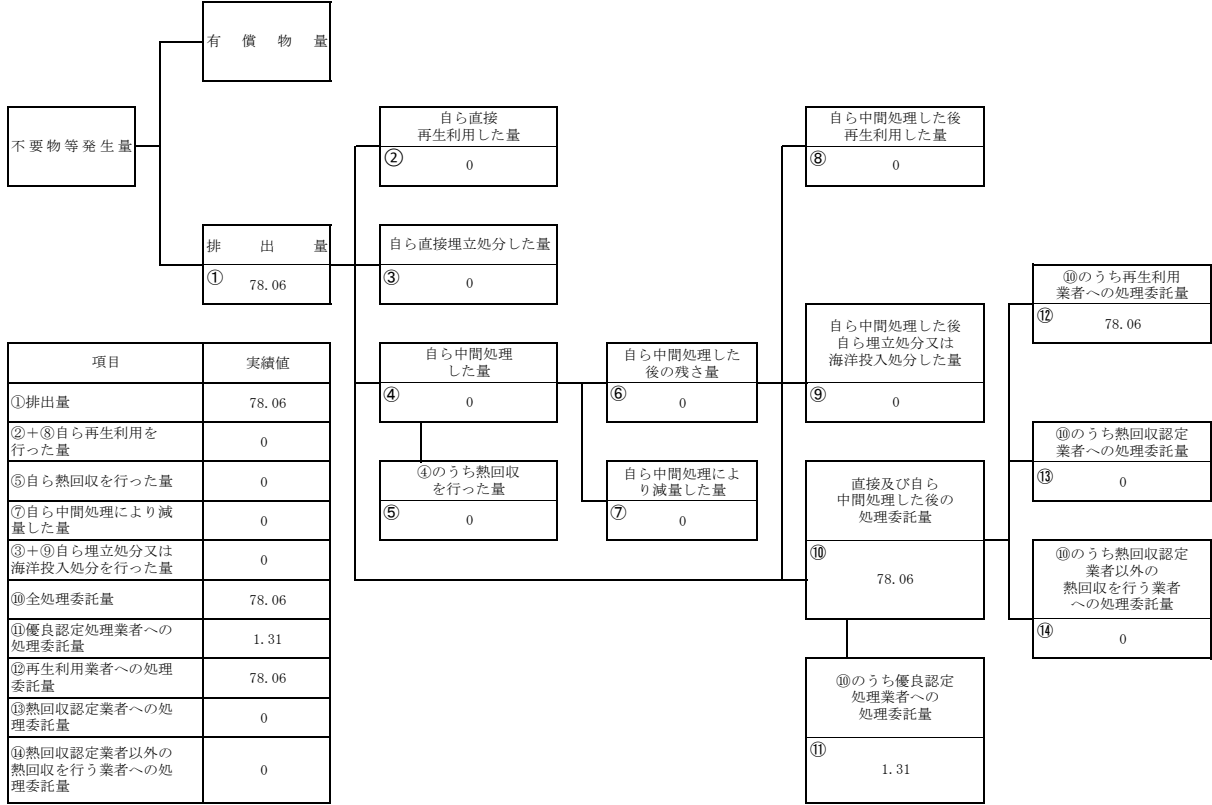 有償物量
不要物等発生量
排出量
①
78.06
自ら直接
再生利用した量
②
0
自ら直接埋立処分した量
③
0
自ら中間処理
した量
④
0
④のうち熱回収
を行った量
⑤
0
自ら中間処理した
後の残さ量
⑥
0
自ら中間処理によ
り減量した量
⑦
0
自ら中間処理した後
再生利用した量
⑧
0
自ら中間処理した後
自ら埋立処分又は
海洋投入処分した量
⑨
0
直接及び自ら
中間処理した後の
処理委託量
⑩
78.06
⑩のうち優良認定
処理業者への
処理委託量
⑪
1.31
⑩のうち再生利用
業者への処理委託量
⑫
78.06
⑩のうち熱回収認定
業者への処理委託量
⑬
0
⑩のうち熱回収認定
業者以外の
熱回収を行う業者
への処理委託量
⑭
0
項目 実績値
①排出量 78.06
②+⑧自ら再生利用を
行った量 0
⑤自ら熱回収を行った量 0
⑦自ら中間処理により減
量した量 0
③+⑨自ら埋立処分又は
海洋投入処分を行った量 0
⑩全処理委託量 78.06
⑪優良認定処理業者への
処理委託量 1.31
⑫再生利用業者への処理
委託量 78.06
⑬熱回収認定業者への処
理委託量 0
⑭熱回収認定業者以外の
熱回収を行う業者への処
理委託量 0